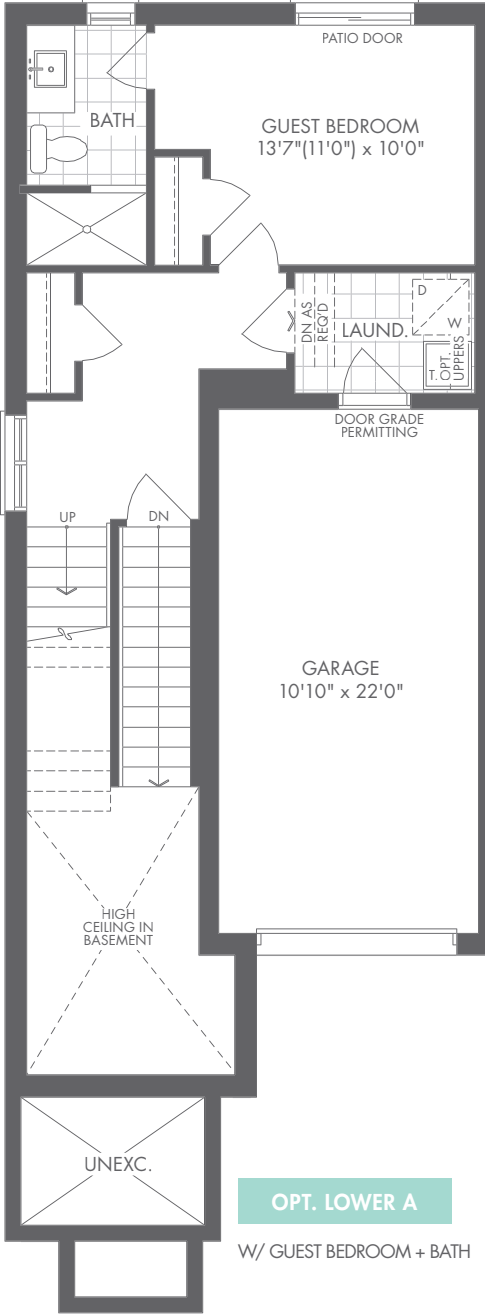 PATIO DOOR
BATH
GUEST BEDROOM
13'7"(11'0") x 10'0"
D
W
DN AS
REQ'D
LAUND.
T.
OPT.
UPPERS
DOOR GRADE
PERMITTING
UP
DN
GARAGE
10'10" x 22'0"
HIGH
CEILING IN
BASEMENT
UNEXC.
OPT. LOWER A
W/ GUEST BEDROOM + BATH